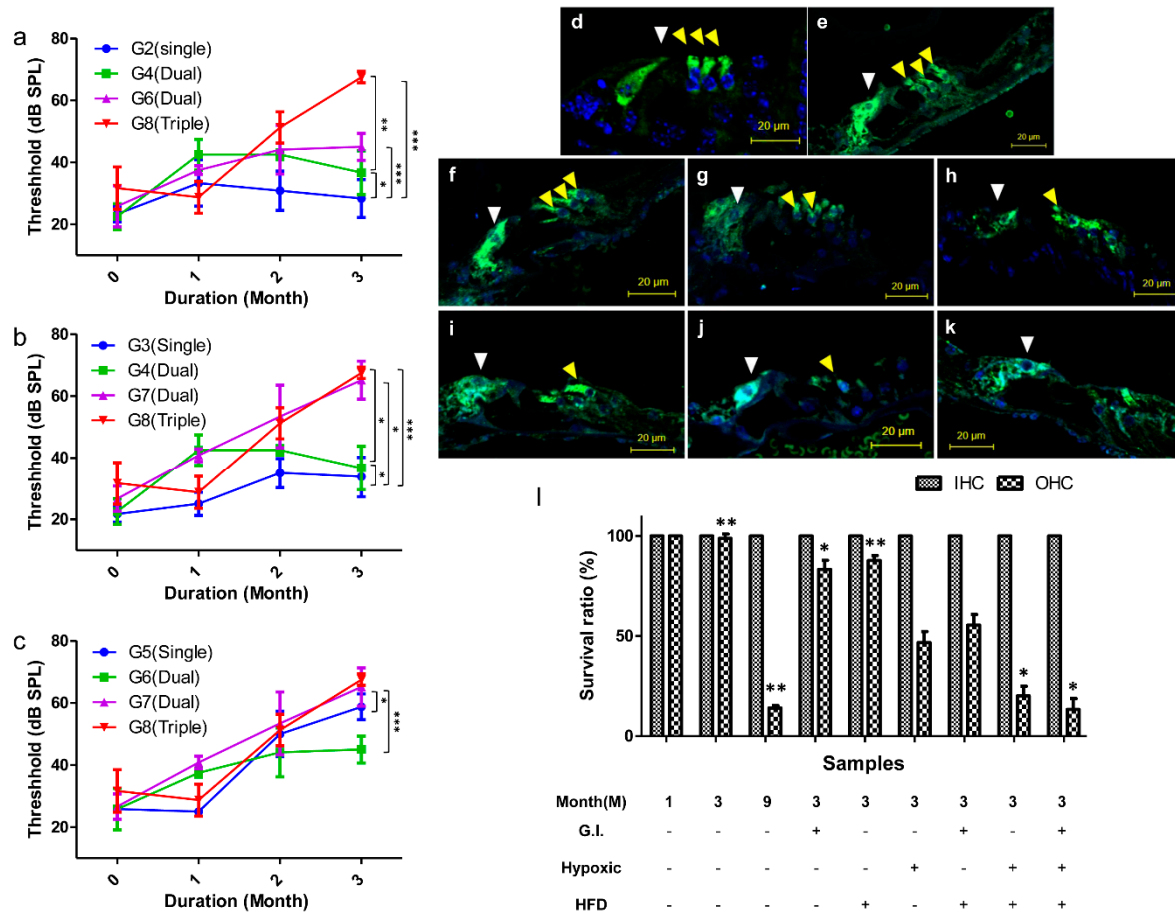 a
80
60
40
20
Threshhold (dB SPL)
G2(single)
G4(Dual)
G6(Dual)
G8(Triple)
**
***
*
***
0 1 2 3
Duration (Month)
b
80
60
40
20
Threshhold (dB SPL)
G3(Single)
G4(Dual)
G7(Dual)
G8(Triple)
*
*
*
***
0 1 2 3
Duration (Month)
c
80
60
40
20
Threshhold (dB SPL)
G5(Single)
G6(Dual)
G7(Dual)
G8(Triple)
*
***
0 1 2 3
Duration (Month)
d
20 µm
e
20 µm
f
20 µm
g
20 µm
h
20 µm
i
20 µm
j
20 µm
k
20 µm
l
IHC OHC
Survival ratio (%)
100
50
0
** ** * ** * *
Samples
Month(M) 1 3 9 3 3 3 3 3 3
G.I. - - - + - - + - +
Hypoxic - - - - - + - + +
HFD - - - - + - + + +